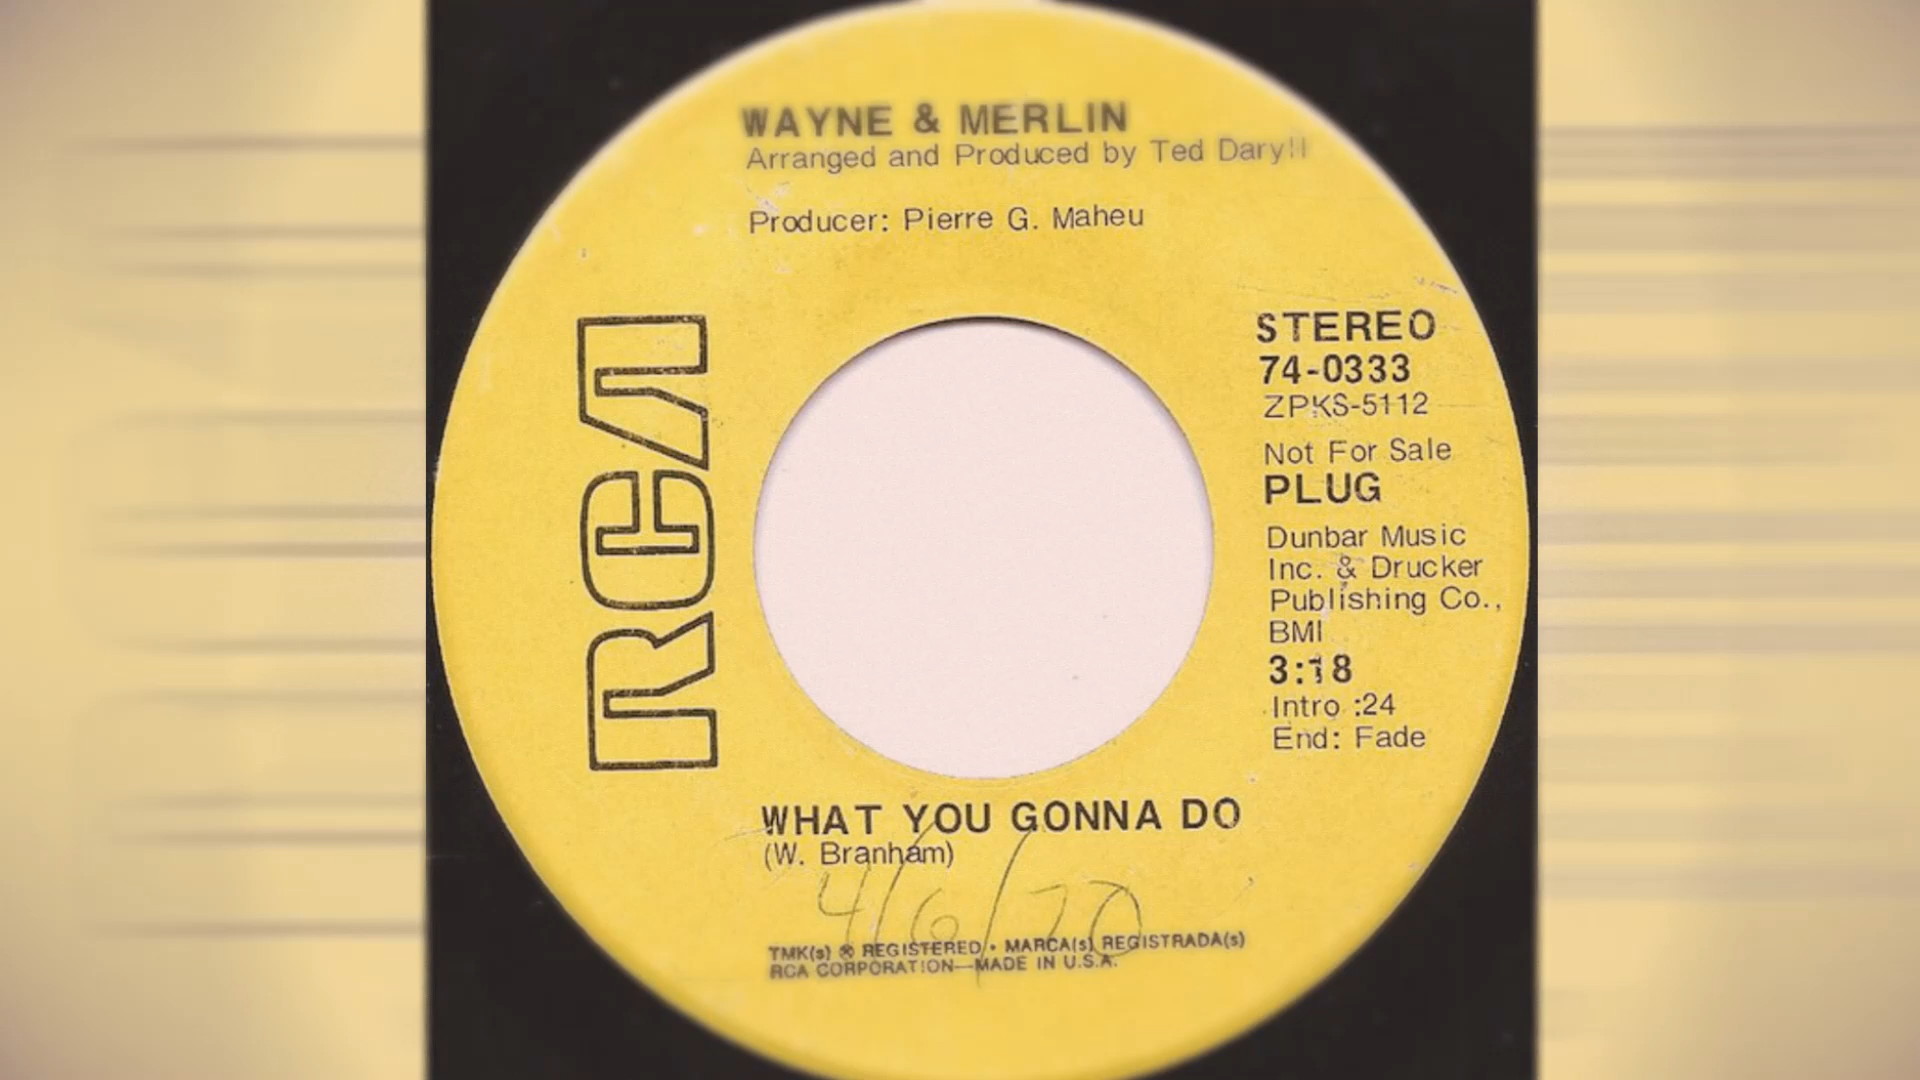 WAYNE & MERLIN
Arranged and Produced by Ted Daryll
Producer: Pierre G. Maheu
RCA
STEREO
74-0333
ZPKS-5112
Not For Sale
PLUG
Dunbar Music
Inc. & Drucker
Publishing Co.,
BMI
3:18
Intro :24
End: Fade
WHAT YOU GONNA DO
(W. Branham)
4/6/70
TMK(s) ® REGISTERED • MARCA(s) REGISTRADA(s)
RCA CORPORATION—MADE IN U.S.A.